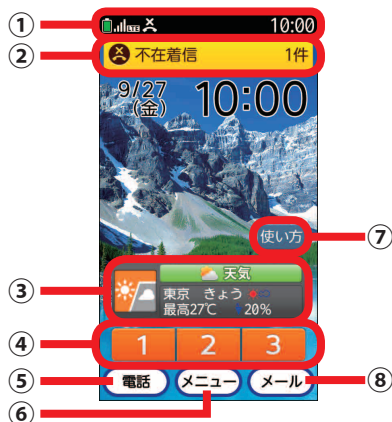 ①
LTE 10:00
②
不在着信 1件
9/27
(金)
10:00
使い方
⑦
③
天気
東京 きょう
最高27℃ 20%
④
1 2 3
⑤
電話 メニュー メール
⑧
⑥